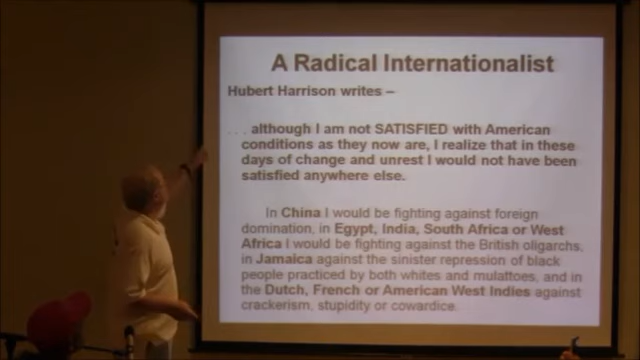 A Radical Internationalist
Hubert Harrison writes –
. . . although I am not SATISFIED with American
conditions as they now are, I realize that in these
days of change and unrest I would not have been
satisfied anywhere else.
In China I would be fighting against foreign
domination, in Egypt, India, South Africa or West
Africa I would be fighting against the British oligarchs,
in Jamaica against the sinister repression of black
people practiced by both whites and mulattoes, and in
the Dutch, French or American West Indies against
crackerism, stupidity or cowardice.